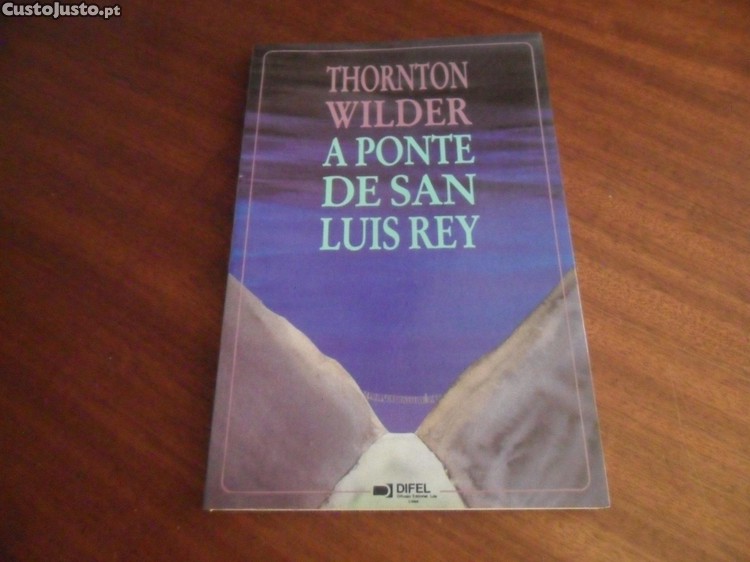 CustoJusto.pt
THORNTON
WILDER
A PONTE
DE SAN
LUIS REY
DIFEL